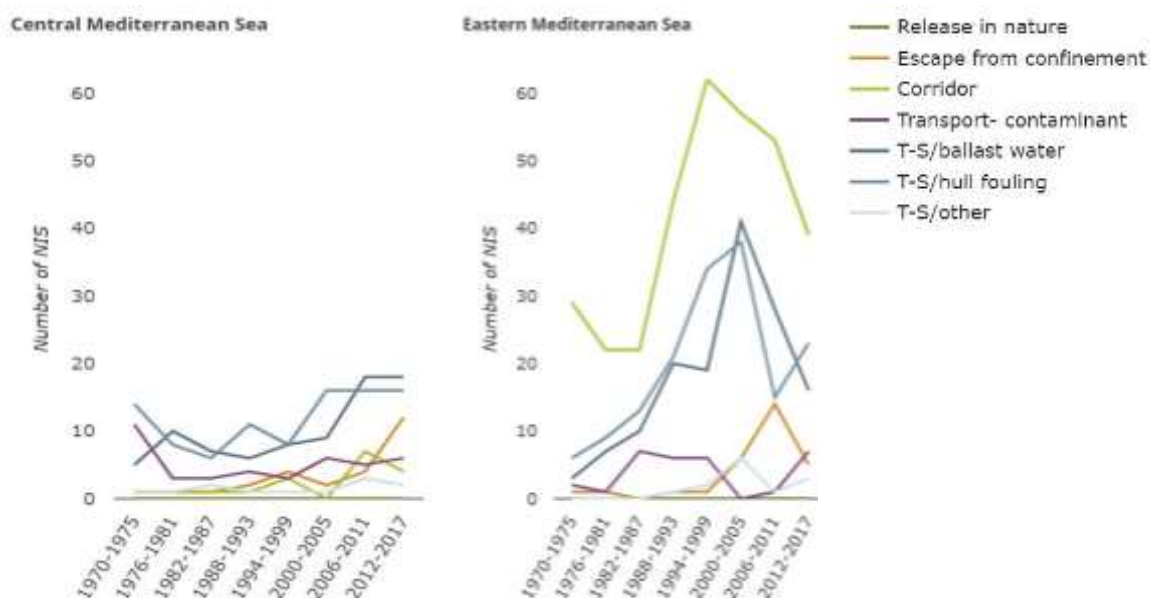 Central Mediterranean Sea
60
50
40
30
20
10
0
Number of NIS
1970-1975
1976-1981
1982-1987
1988-1993
1994-1999
2000-2005
2006-2011
2012-2017
Eastern Mediterranean Sea
60
50
40
30
20
10
0
Number of NIS
1970-1975
1976-1981
1982-1987
1988-1993
1994-1999
2000-2005
2006-2011
2012-2017
Release in nature
Escape from confinement
Corridor
Transport- contaminant
T-S/ballast water
T-S/hull fouling
T-S/other